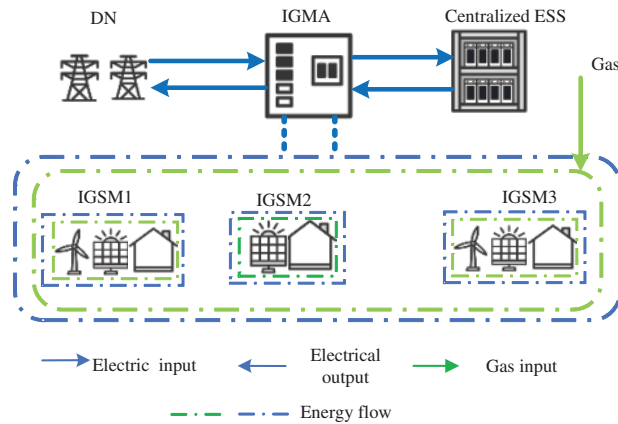 DN
IGMA
Centralized ESS
Gas
IGSM1
IGSM2
IGSM3
Electric input
Electrical
output
Gas input
Energy flow